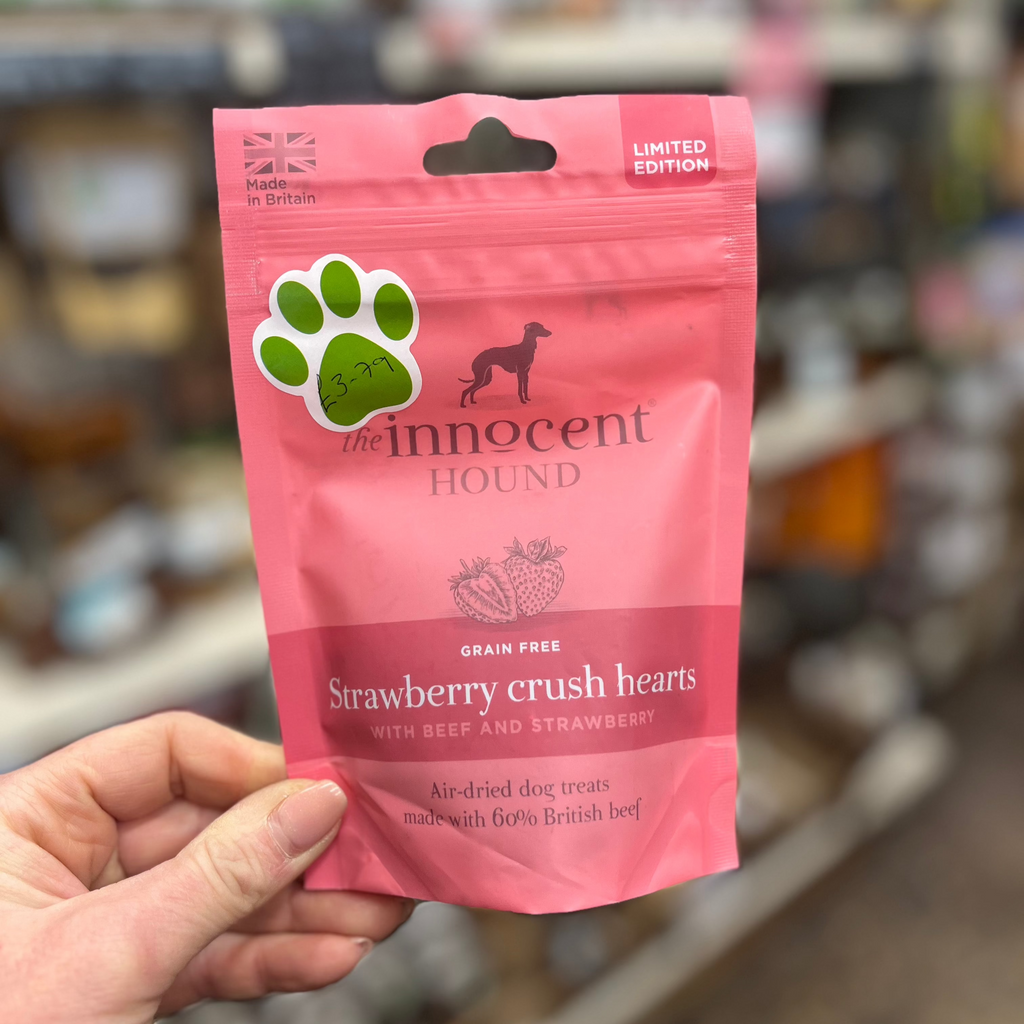 Made
in Britain
LIMITED
EDITION
£3-79
the innocent®
HOUND
GRAIN FREE
Strawberry crush hearts
WITH BEEF AND STRAWBERRY
Air-dried dog treats
made with 60% British beef